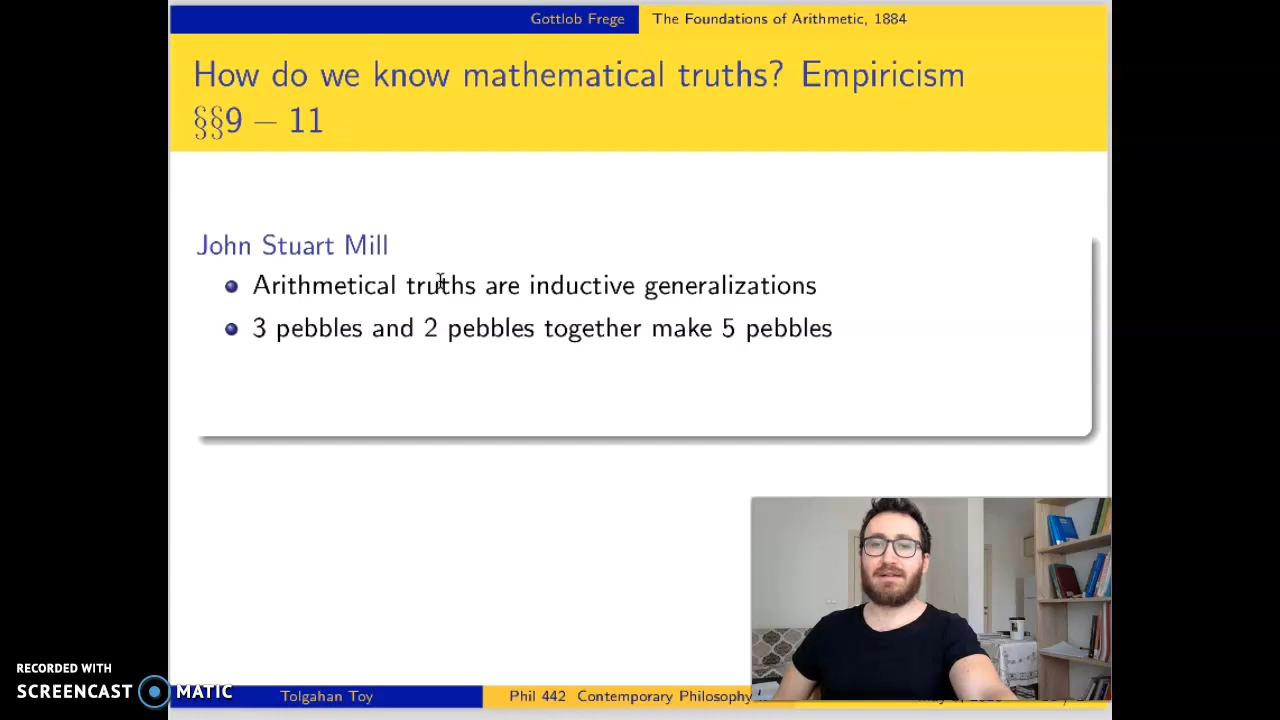 Gottlob Frege The Foundations of Arithmetic, 1884
How do we know mathematical truths? Empiricism
§§9 – 11
John Stuart Mill
Arithmetical truths are inductive generalizations
3 pebbles and 2 pebbles together make 5 pebbles
RECORDED WITH
SCREENCAST MATIC
Tolgahan Toy Phil 442 Contemporary Philosophy